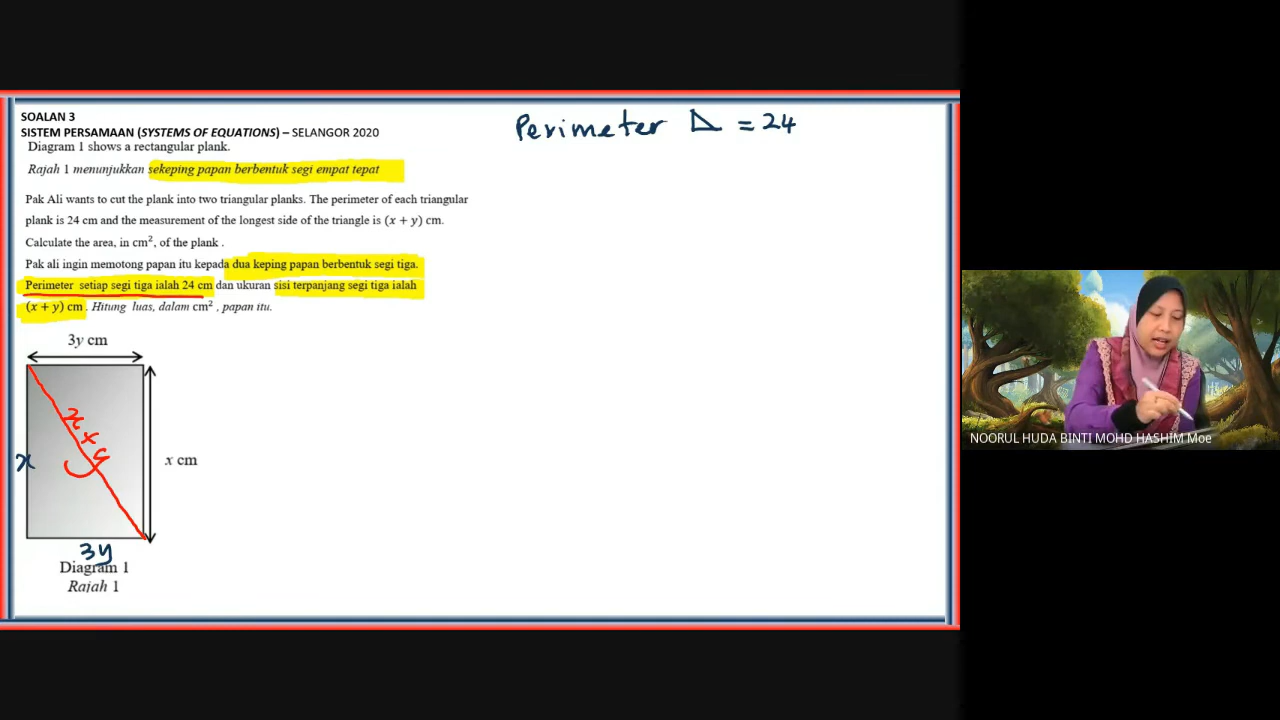 SOALAN 3
SISTEM PERSAMAAN (SYSTEMS OF EQUATIONS) – SELANGOR 2020
Diagram 1 shows a rectangular plank.
Rajah 1 menunjukkan sekeping papan berbentuk segi empat tepat
Pak Ali wants to cut the plank into two triangular planks. The perimeter of each triangular
plank is 24 cm and the measurement of the longest side of the triangle is (x + y) cm.
Calculate the area, in cm², of the plank .
Pak ali ingin memotong papan itu kepada dua keping papan berbentuk segi tiga.
Perimeter setiap segi tiga ialah 24 cm dan ukuran sisi terpanjang segi tiga ialah
(x + y) cm . Hitung luas, dalam cm² , papan itu.
3y cm
x + y
x
x cm
3y
Diagram 1
Rajah 1
Perimeter ⊿ = 24
NOORUL HUDA BINTI MOHD HASHIM Moe